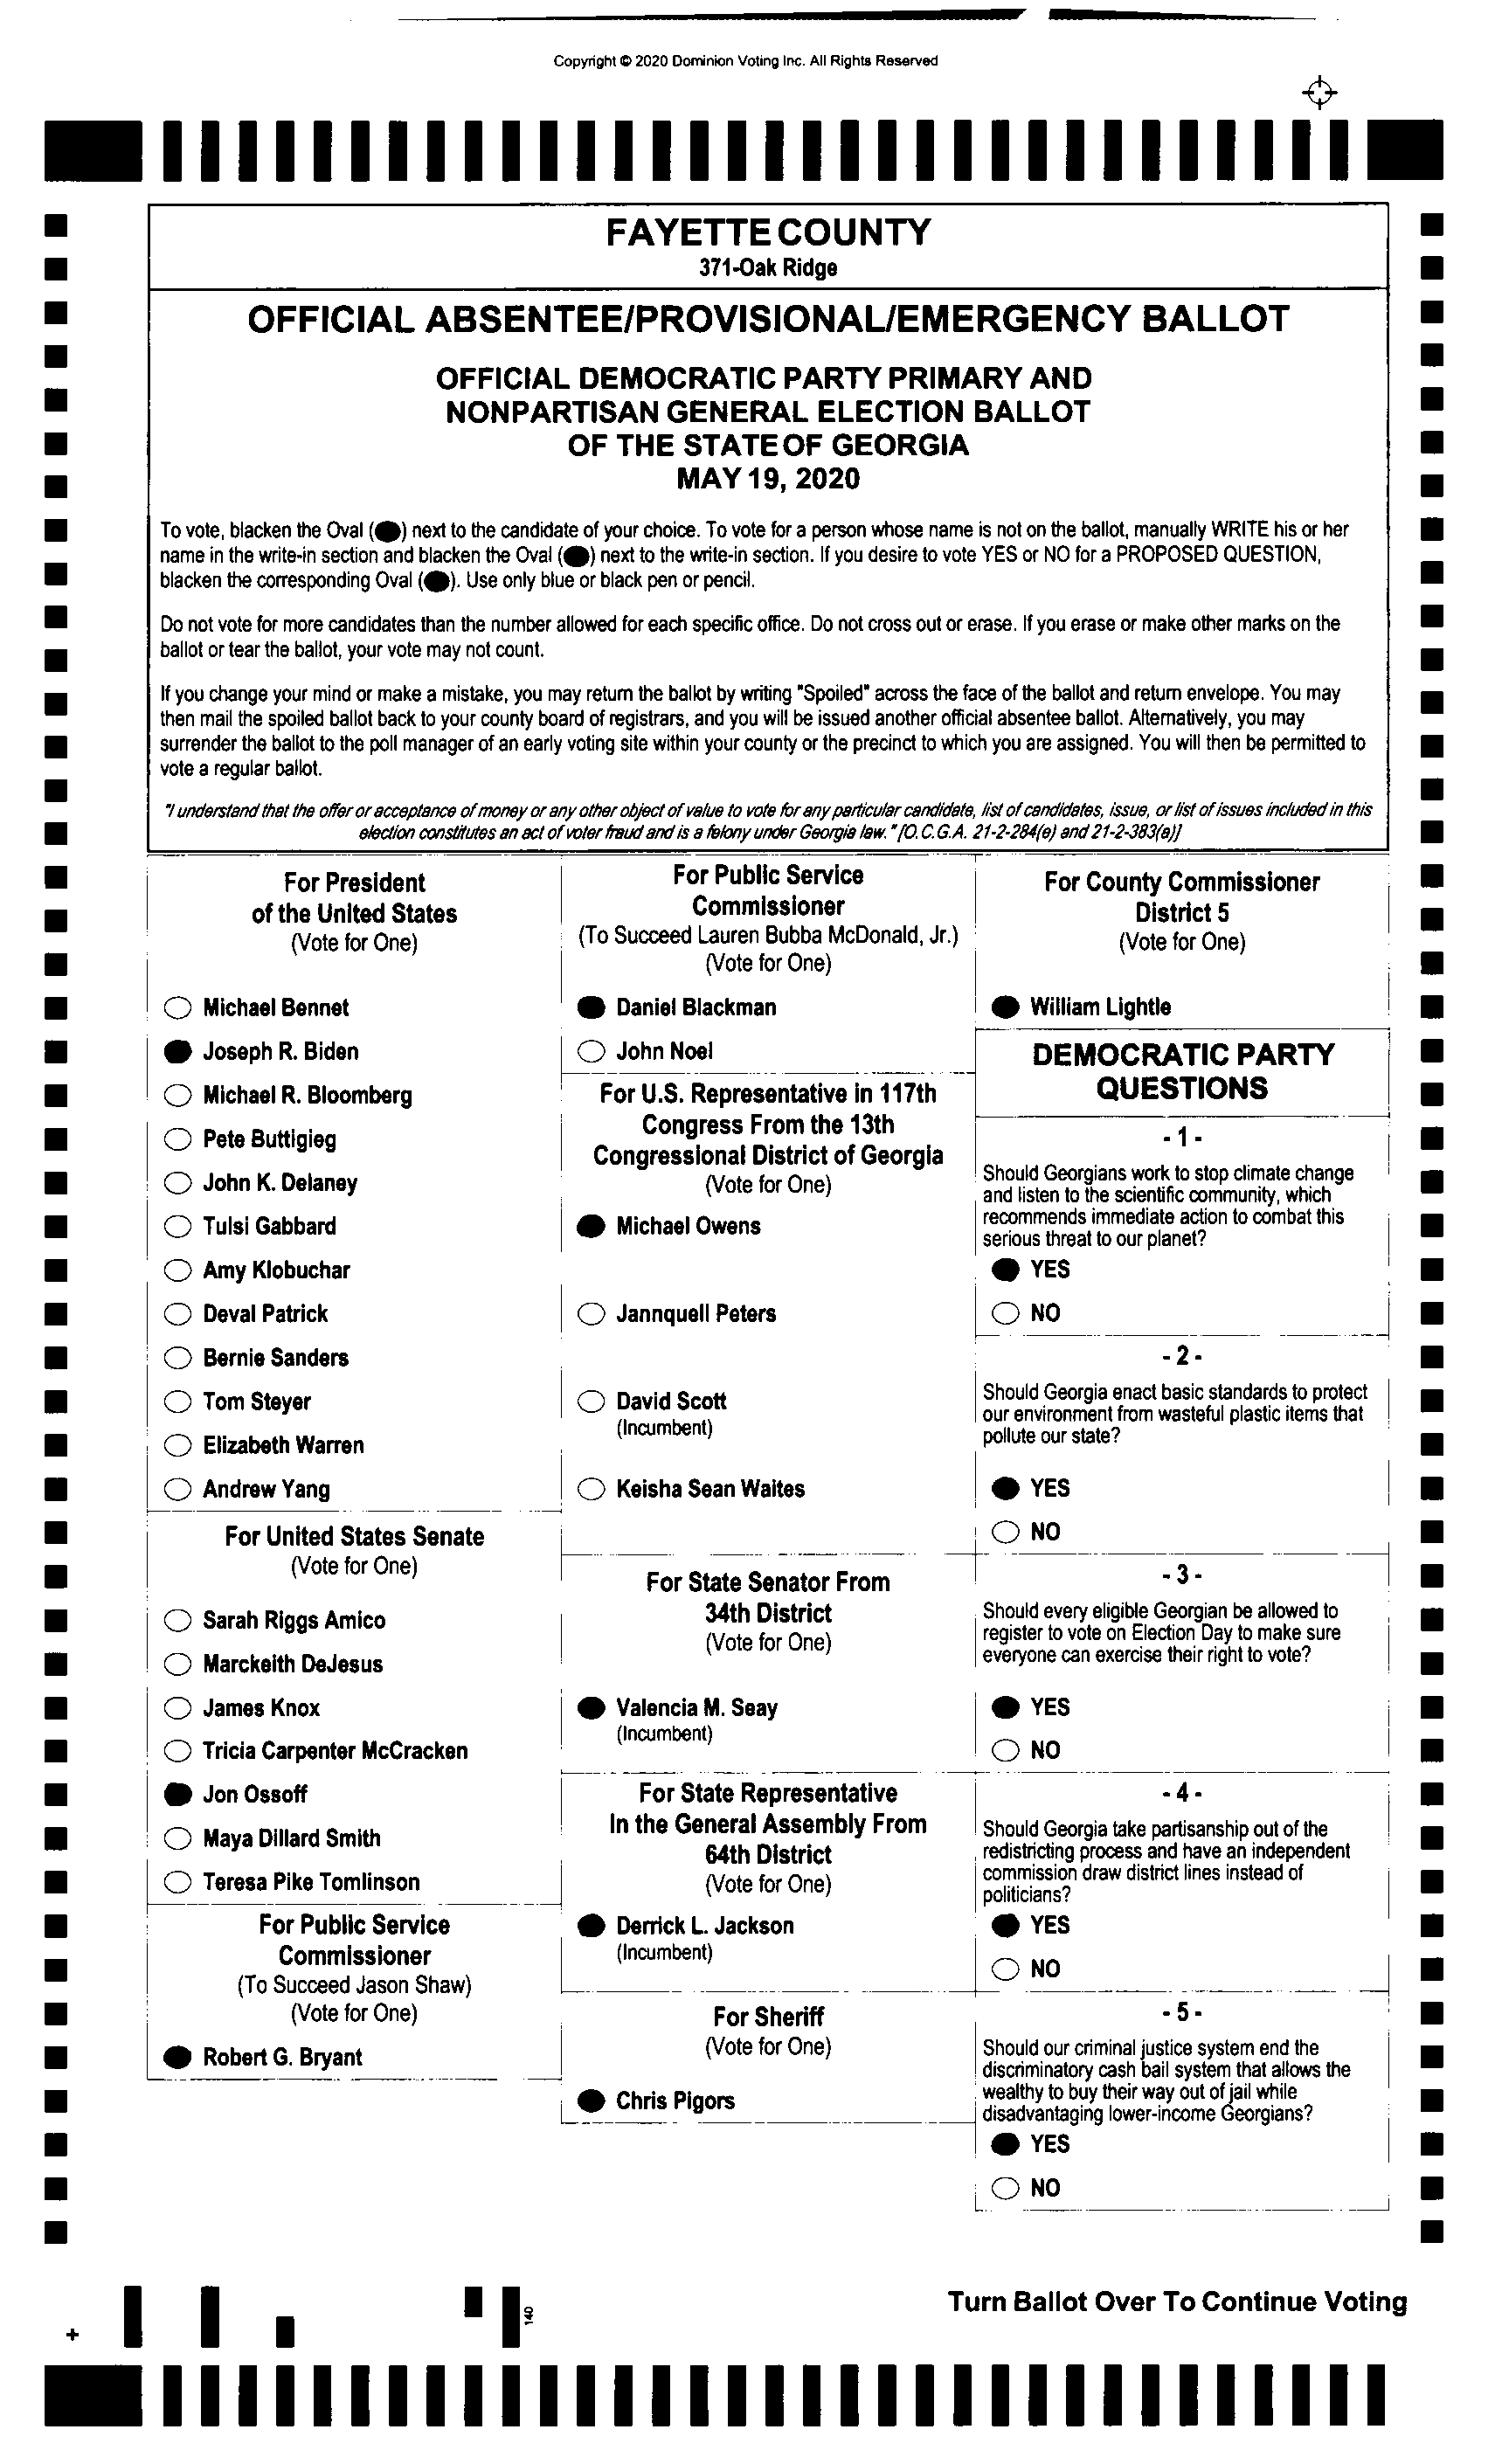 Copyright © 2020 Dominion Voting Inc. All Rights Reserved
FAYETTE COUNTY
371-Oak Ridge
OFFICIAL ABSENTEE/PROVISIONAL/EMERGENCY BALLOT
OFFICIAL DEMOCRATIC PARTY PRIMARY AND
NONPARTISAN GENERAL ELECTION BALLOT
OF THE STATE OF GEORGIA
MAY 19, 2020
To vote, blacken the Oval ( ) next to the candidate of your choice. To vote for a person whose name is not on the ballot, manually WRITE his or her
name in the write-in section and blacken the Oval ( ) next to the write-in section. If you desire to vote YES or NO for a PROPOSED QUESTION,
blacken the corresponding Oval ( ). Use only blue or black pen or pencil.
Do not vote for more candidates than the number allowed for each specific office. Do not cross out or erase. If you erase or make other marks on the
ballot or tear the ballot, your vote may not count.
If you change your mind or make a mistake, you may return the ballot by writing "Spoiled" across the face of the ballot and return envelope. You may
then mail the spoiled ballot back to your county board of registrars, and you will be issued another official absentee ballot. Alternatively, you may
surrender the ballot to the poll manager of an early voting site within your county or the precinct to which you are assigned. You will then be permitted to
vote a regular ballot.
"I understand that the offer or acceptance of money or any other object of value to vote for any particular candidate, list of candidates, issue, or list of issues included in this
election constitutes an act of voter fraud and is a felony under Georgia law." [O.C.G.A. 21-2-284(e) and 21-2-383(a)]
For President
of the United States
(Vote for One)
Michael Bennet
Joseph R. Biden
Michael R. Bloomberg
Pete Buttigieg
John K. Delaney
Tulsi Gabbard
Amy Klobuchar
Deval Patrick
Bernie Sanders
Tom Steyer
Elizabeth Warren
Andrew Yang
For United States Senate
(Vote for One)
Sarah Riggs Amico
Marckeith DeJesus
James Knox
Tricia Carpenter McCracken
Jon Ossoff
Maya Dillard Smith
Teresa Pike Tomlinson
For Public Service
Commissioner
(To Succeed Jason Shaw)
(Vote for One)
Robert G. Bryant
For Public Service
Commissioner
(To Succeed Lauren Bubba McDonald, Jr.)
(Vote for One)
Daniel Blackman
John Noel
For U.S. Representative in 117th
Congress From the 13th
Congressional District of Georgia
(Vote for One)
Michael Owens
Jannquell Peters
David Scott
(Incumbent)
Keisha Sean Waites
For State Senator From
34th District
(Vote for One)
Valencia M. Seay
(Incumbent)
For State Representative
In the General Assembly From
64th District
(Vote for One)
Derrick L. Jackson
(Incumbent)
For Sheriff
(Vote for One)
Chris Pigors
For County Commissioner
District 5
(Vote for One)
William Lightle
DEMOCRATIC PARTY
QUESTIONS
- 1 -
Should Georgians work to stop climate change
and listen to the scientific community, which
recommends immediate action to combat this
serious threat to our planet?
YES
NO
- 2 -
Should Georgia enact basic standards to protect
our environment from wasteful plastic items that
pollute our state?
YES
NO
- 3 -
Should every eligible Georgian be allowed to
register to vote on Election Day to make sure
everyone can exercise their right to vote?
YES
NO
- 4 -
Should Georgia take partisanship out of the
redistricting process and have an independent
commission draw district lines instead of
politicians?
YES
NO
- 5 -
Should our criminal justice system end the
discriminatory cash bail system that allows the
wealthy to buy their way out of jail while
disadvantaging lower-income Georgians?
YES
NO
Turn Ballot Over To Continue Voting
140